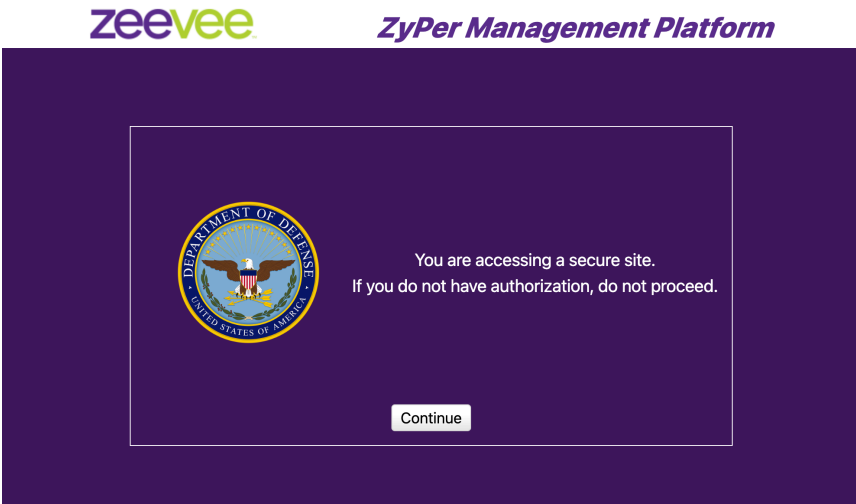 zeevee
ZyPer Management Platform
DEPARTMENT OF DEFENSE
UNITED STATES OF AMERICA
You are accessing a secure site.
If you do not have authorization, do not proceed.
Continue